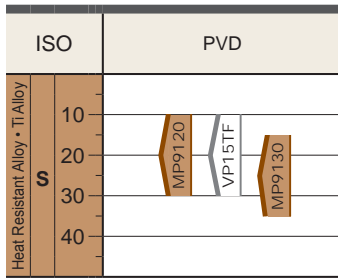 ISO
PVD
Heat Resistant Alloy • Ti Alloy
S
10
20
30
40
MP9120
VP15TF
MP9130